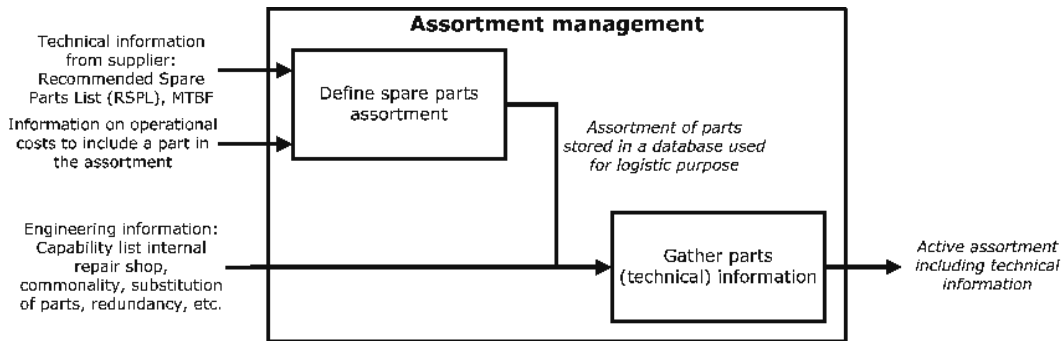 Assortment management
Technical information
from supplier:
Recommended Spare
Parts List (RSPL), MTBF
Information on operational
costs to include a part in
the assortment
Define spare parts
assortment
Assortment of parts
stored in a database used
for logistic purpose
Engineering information:
Capability list internal
repair shop,
commonality, substitution
of parts, redundancy, etc.
Gather parts
(technical) information
Active assortment
including technical
information